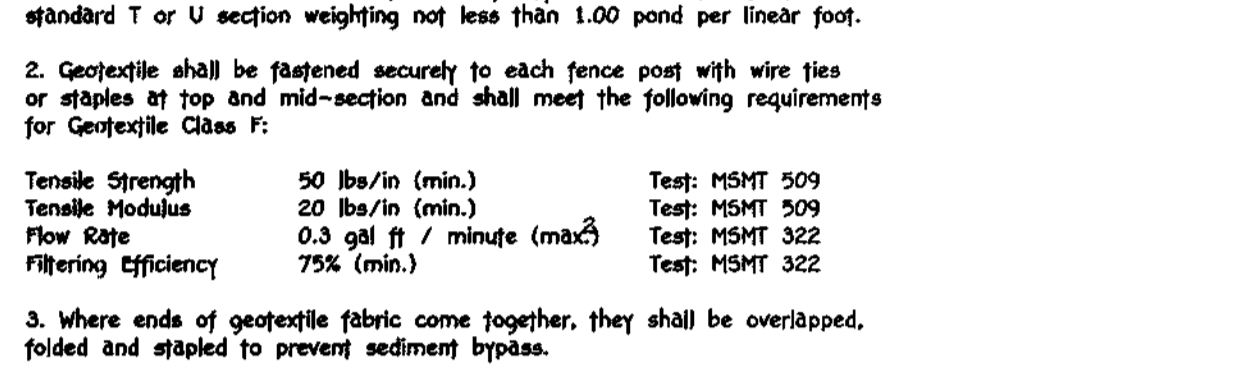 standard T or U section weighting not less than 1.00 pond per linear foot.
2. Geotextile shall be fastened securely to each fence post with wire ties
or staples at top and mid-section and shall meet the following requirements
for Geotextile Class F:
Tensile Strength 50 lbs/in (min.) Test: MSMT 509
Tensile Modulus 20 lbs/in (min.) Test: MSMT 509
Flow Rate 0.3 gal ft / minute (max.) 2 Test: MSMT 322
Filtering Efficiency 75% (min.) Test: MSMT 322
3. Where ends of geotextile fabric come together, they shall be overlapped,
folded and stapled to prevent sediment bypass.